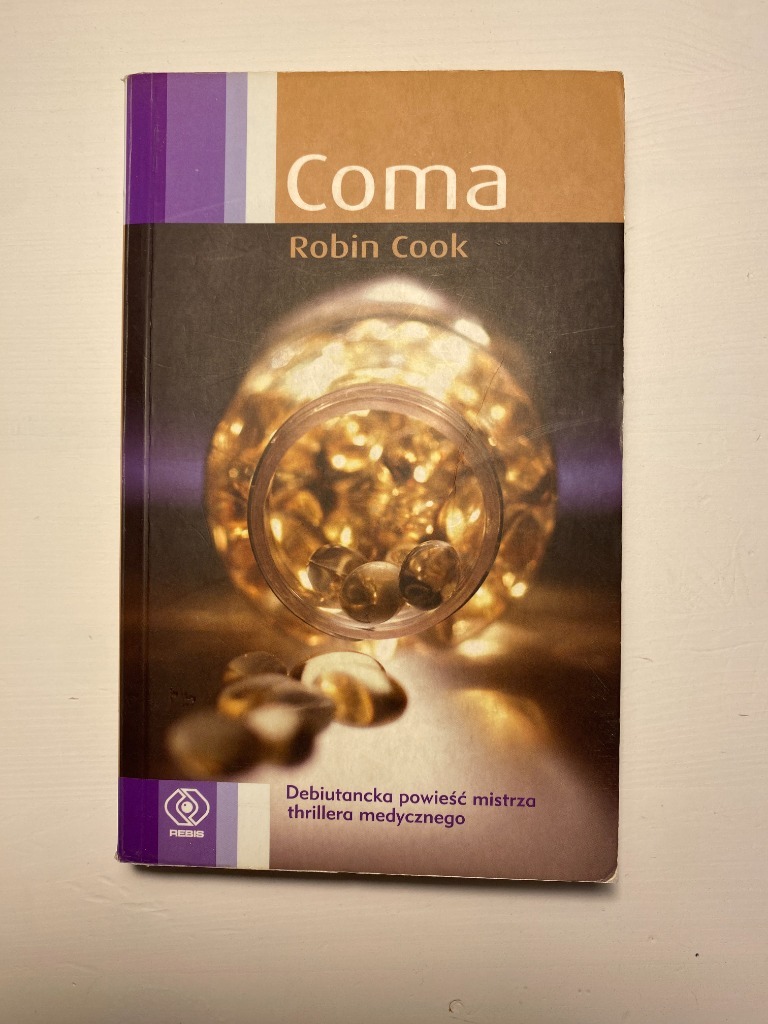 Coma
Robin Cook
Debiutancka powieść mistrza
thrillera medycznego
REBIS